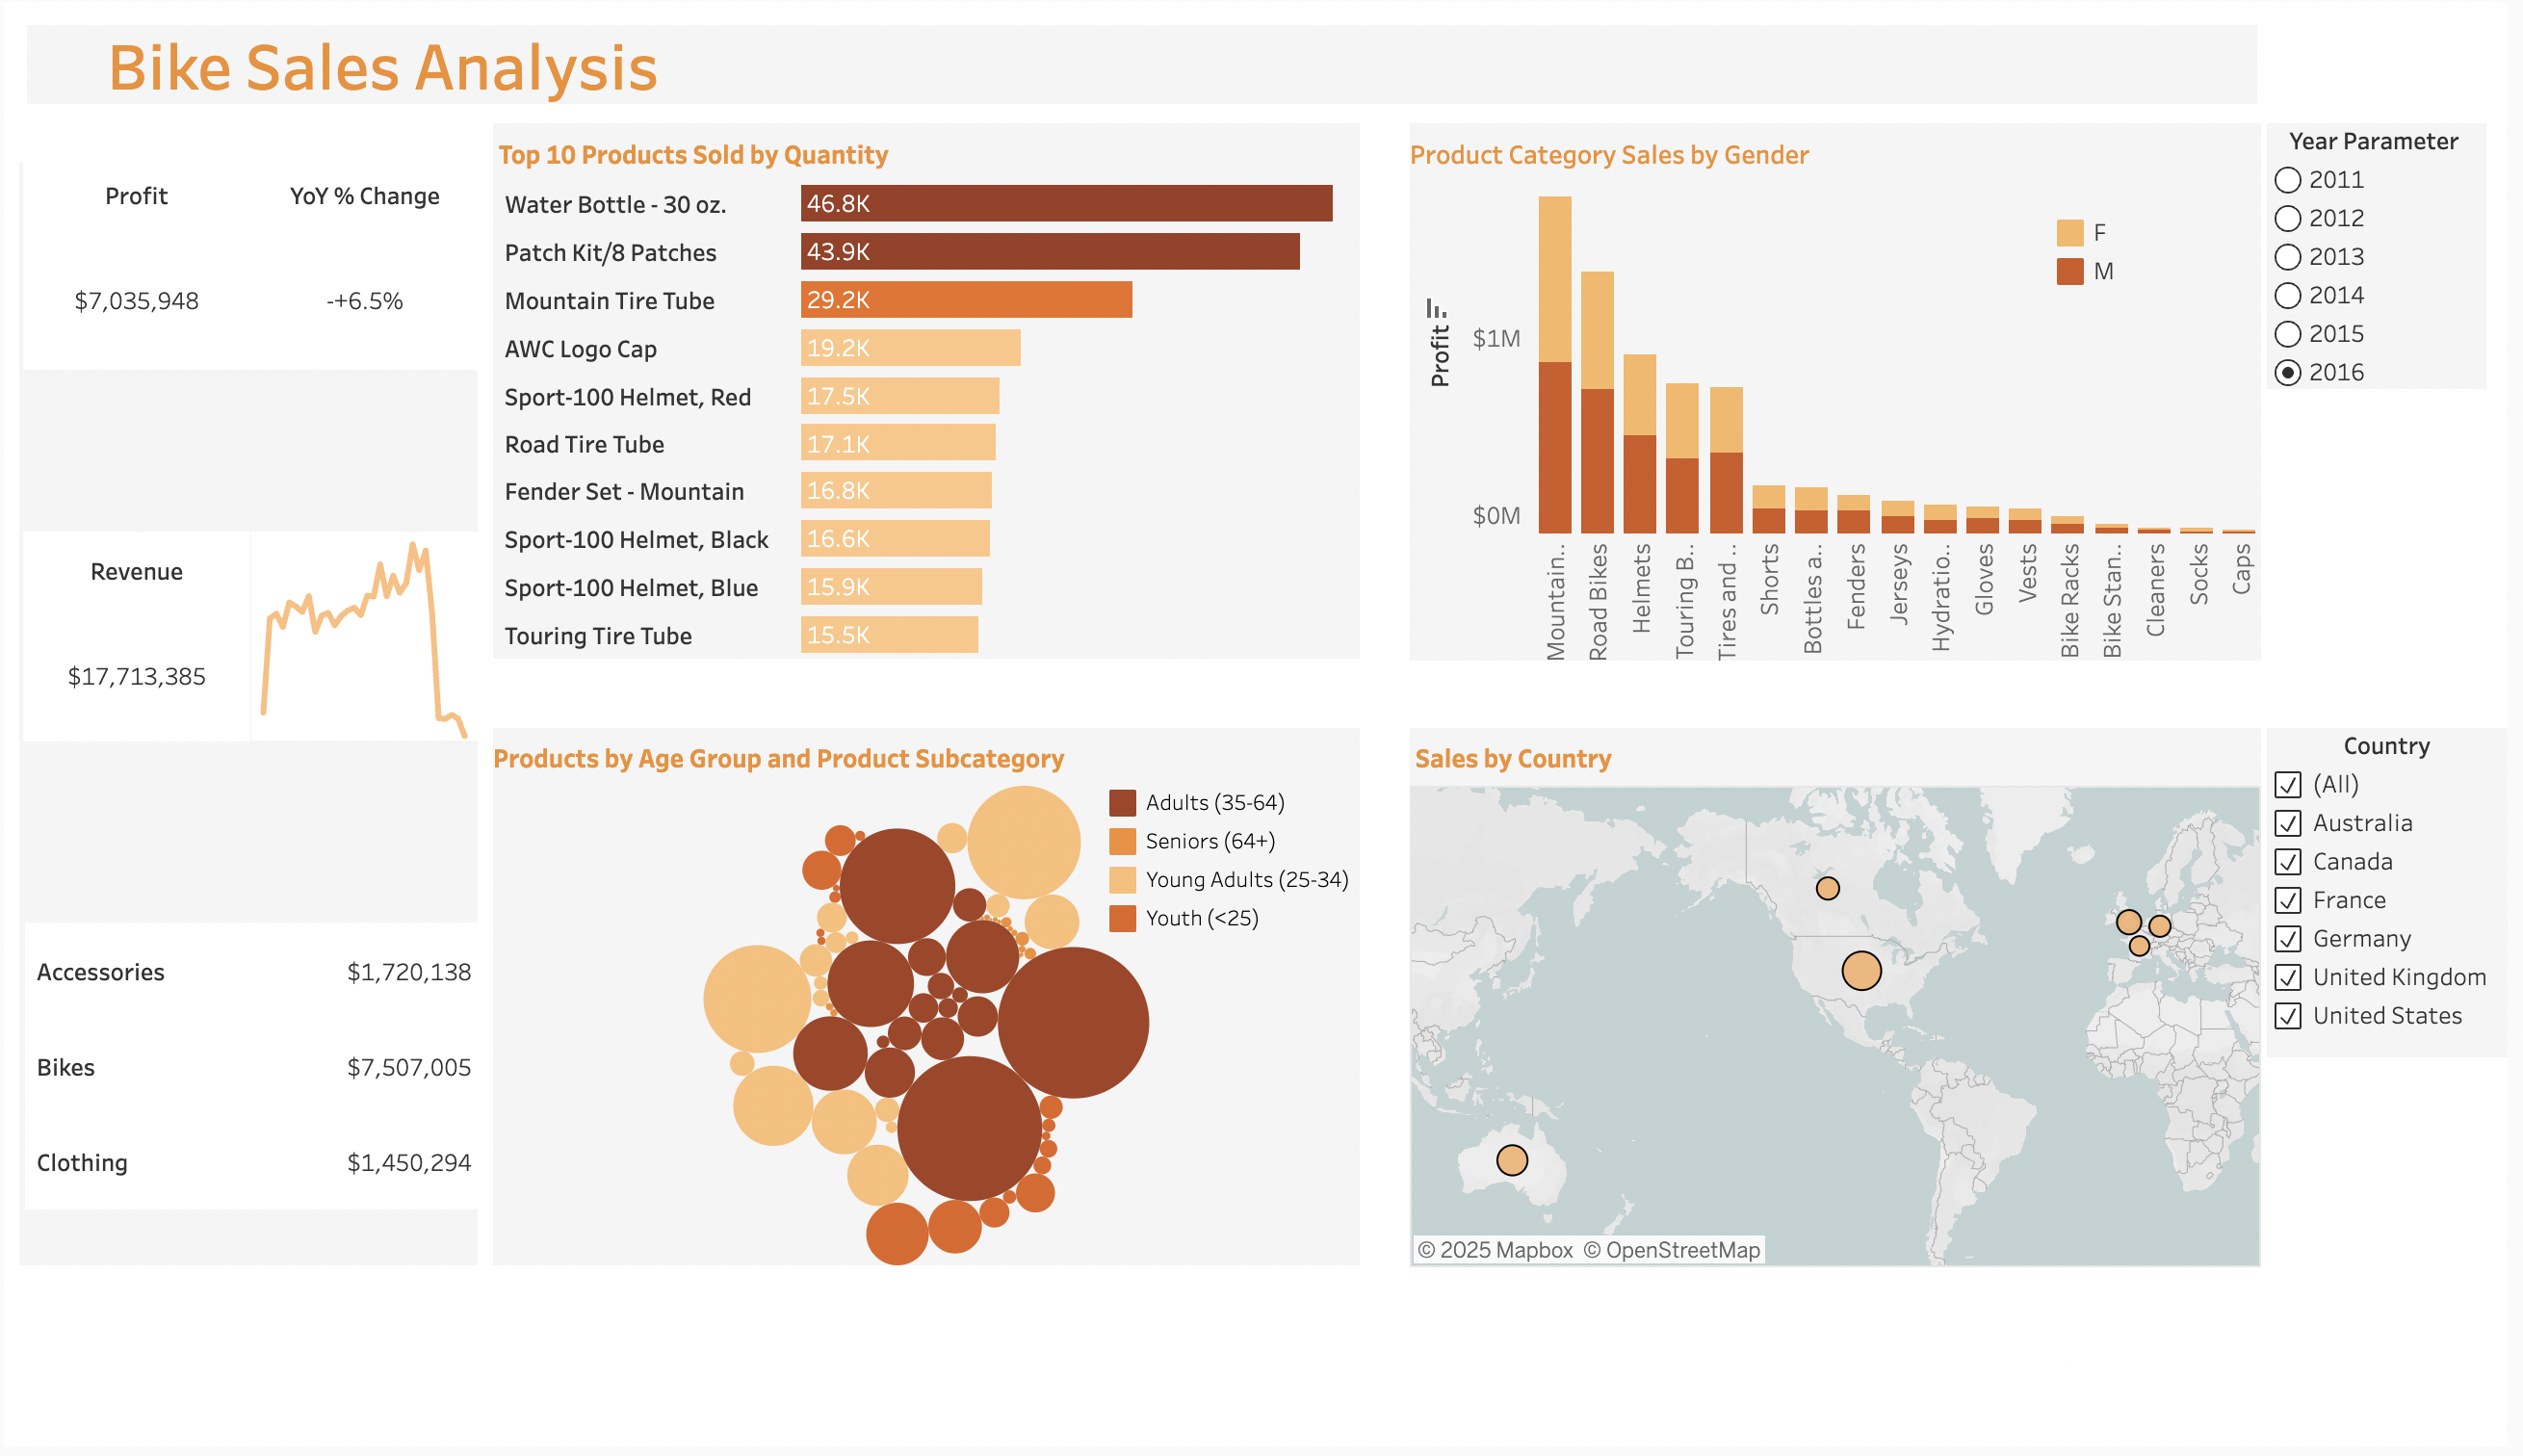 Bike Sales Analysis
Profit
YoY % Change
$7,035,948
-+6.5%
Revenue
$17,713,385
Accessories $1,720,138
Bikes $7,507,005
Clothing $1,450,294
Top 10 Products Sold by Quantity
Water Bottle - 30 oz. 46.8K
Patch Kit/8 Patches 43.9K
Mountain Tire Tube 29.2K
AWC Logo Cap 19.2K
Sport-100 Helmet, Red 17.5K
Road Tire Tube 17.1K
Fender Set - Mountain 16.8K
Sport-100 Helmet, Black 16.6K
Sport-100 Helmet, Blue 15.9K
Touring Tire Tube 15.5K
Product Category Sales by Gender
F
M
Profit
$1M
$0M
Mountain..
Road Bikes
Helmets
Touring B..
Tires and ..
Shorts
Bottles a..
Fenders
Jerseys
Hydratio..
Gloves
Vests
Bike Racks
Bike Stan..
Cleaners
Socks
Caps
Year Parameter
2011
2012
2013
2014
2015
2016
Products by Age Group and Product Subcategory
Adults (35-64)
Seniors (64+)
Young Adults (25-34)
Youth (<25)
Sales by Country
© 2025 Mapbox © OpenStreetMap
Country
(All)
Australia
Canada
France
Germany
United Kingdom
United States